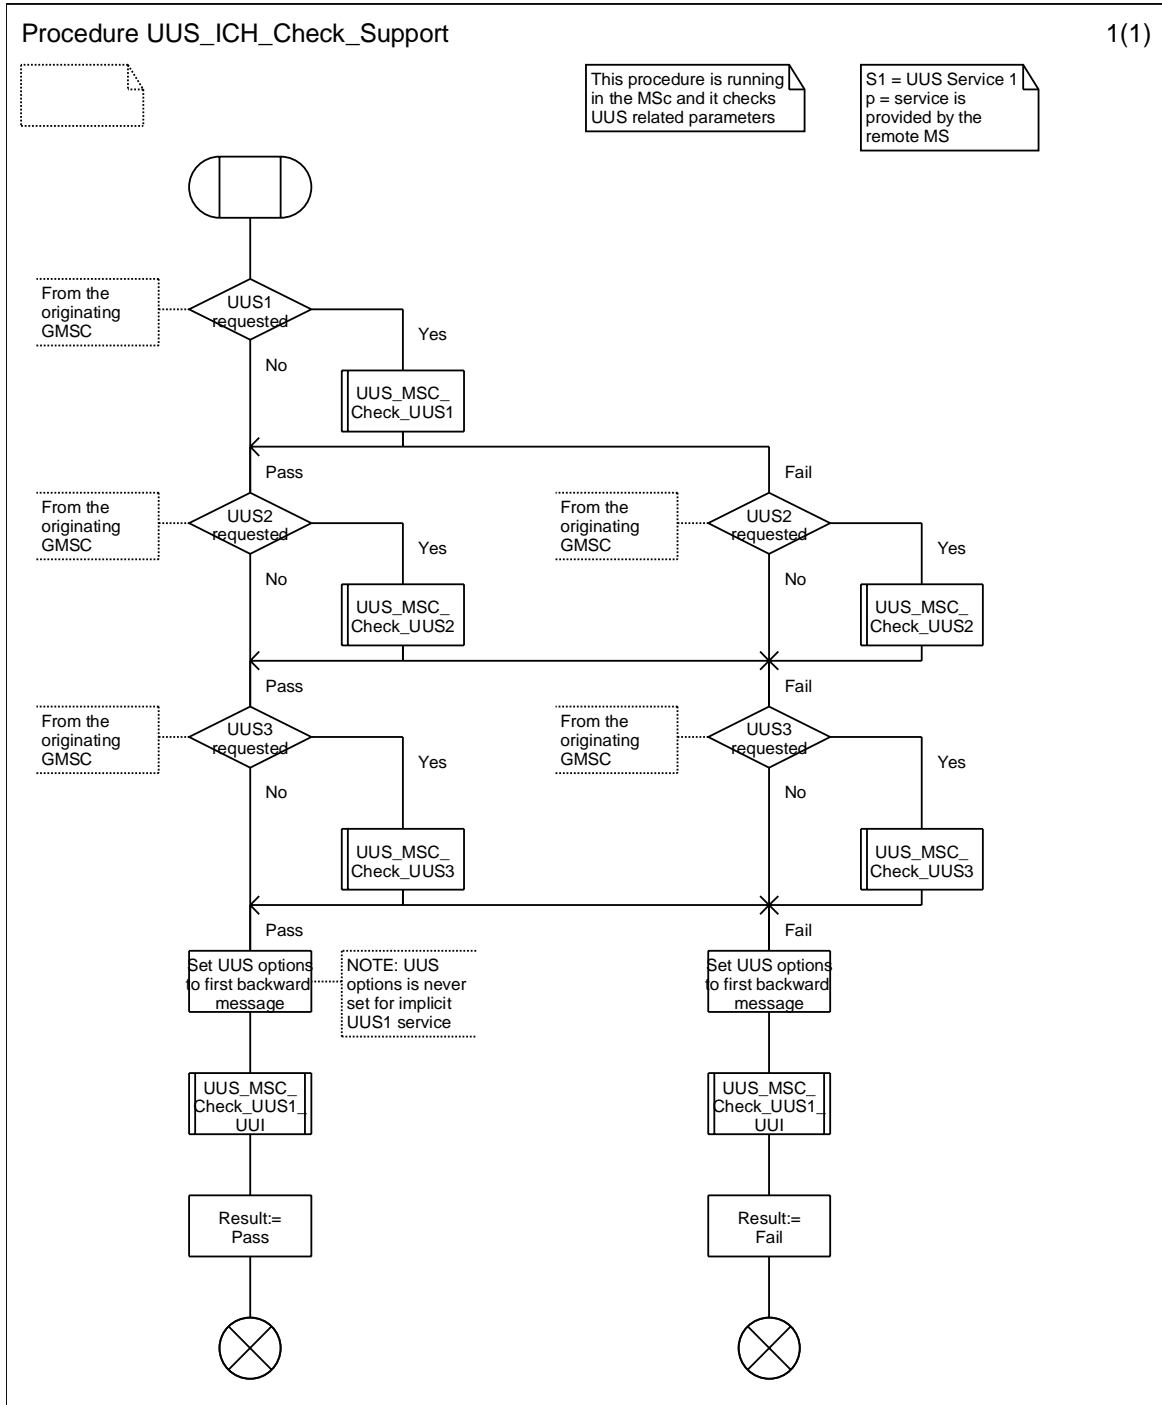 Procedure UUS_ICH_Check_Support
1(1)
This procedure is running
in the MSc and it checks
UUS related parameters
S1 = UUS Service 1
p = service is
provided by the
remote MS
From the
originating
GMSC
UUS1
requested
Yes
No
UUS_MSC_
Check_UUS1
Pass
Fail
From the
originating
GMSC
UUS2
requested
Yes
No
UUS_MSC_
Check_UUS2
From the
originating
GMSC
UUS2
requested
Yes
No
UUS_MSC_
Check_UUS2
Pass
Fail
From the
originating
GMSC
UUS3
requested
Yes
No
UUS_MSC_
Check_UUS3
From the
originating
GMSC
UUS3
requested
Yes
No
UUS_MSC_
Check_UUS3
Pass
Fail
Set UUS options
to first backward
message
NOTE: UUS
options is never
set for implicit
UUS1 service
Set UUS options
to first backward
message
UUS_MSC_
Check_UUS1_
UUI
UUS_MSC_
Check_UUS1_
UUI
Result:=
Pass
Result:=
Fail